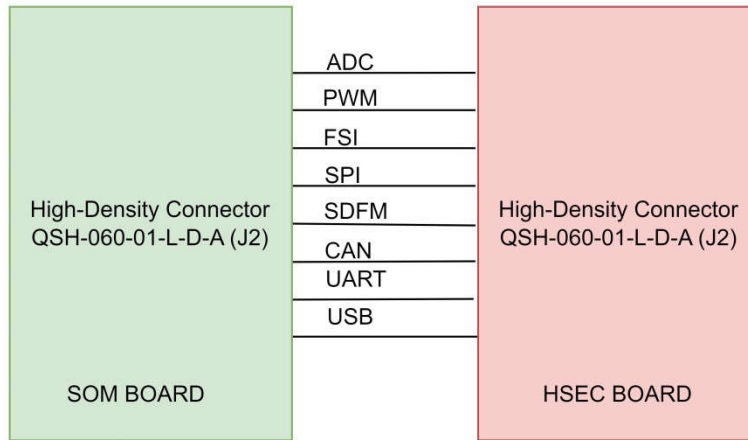 ADC
PWM
FSI
SPI
SDFM
CAN
UART
USB
High-Density Connector
QSH-060-01-L-D-A (J2)
SOM BOARD
High-Density Connector
QSH-060-01-L-D-A (J2)
HSEC BOARD